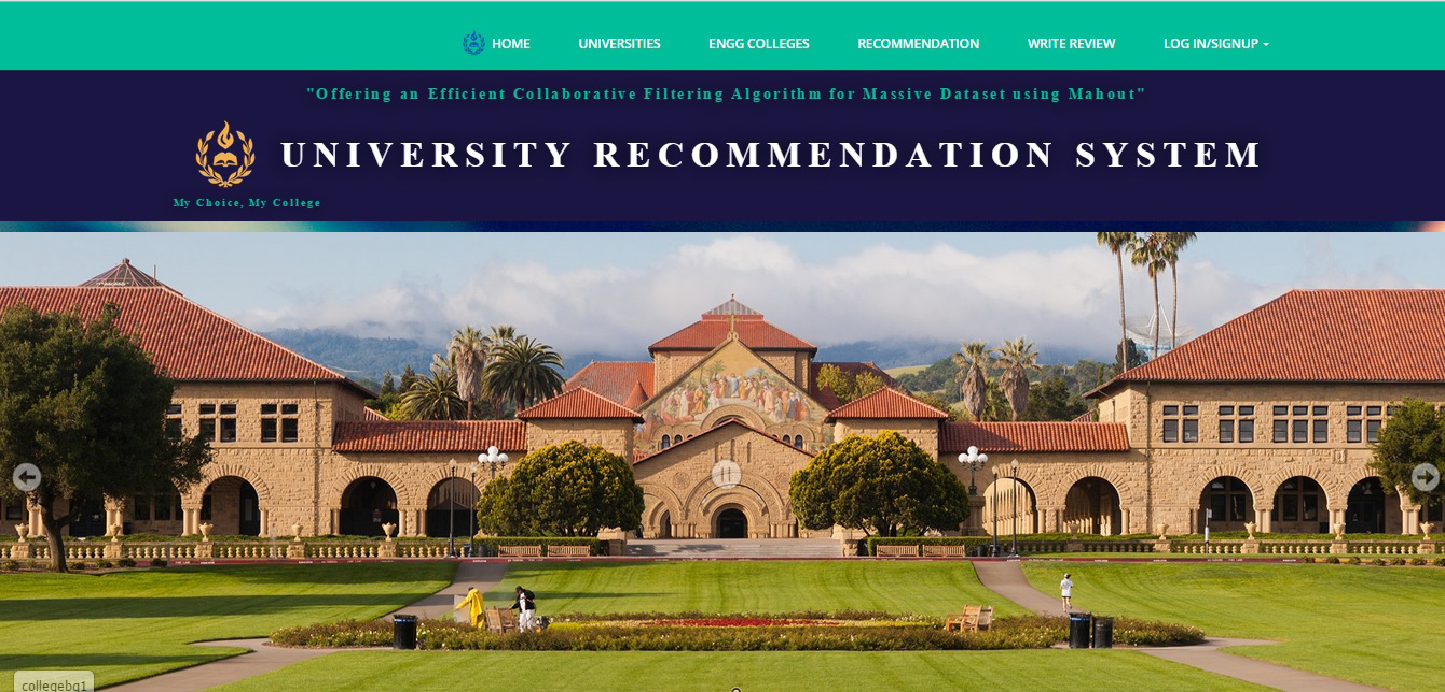 HOME UNIVERSITIES ENGG COLLEGES RECOMMENDATION WRITE REVIEW LOG IN/SIGNUP
"Offering an Efficient Collaborative Filtering Algorithm for Massive Dataset using Mahout"
UNIVERSITY RECOMMENDATION SYSTEM
My Choice, My College
collegebg1